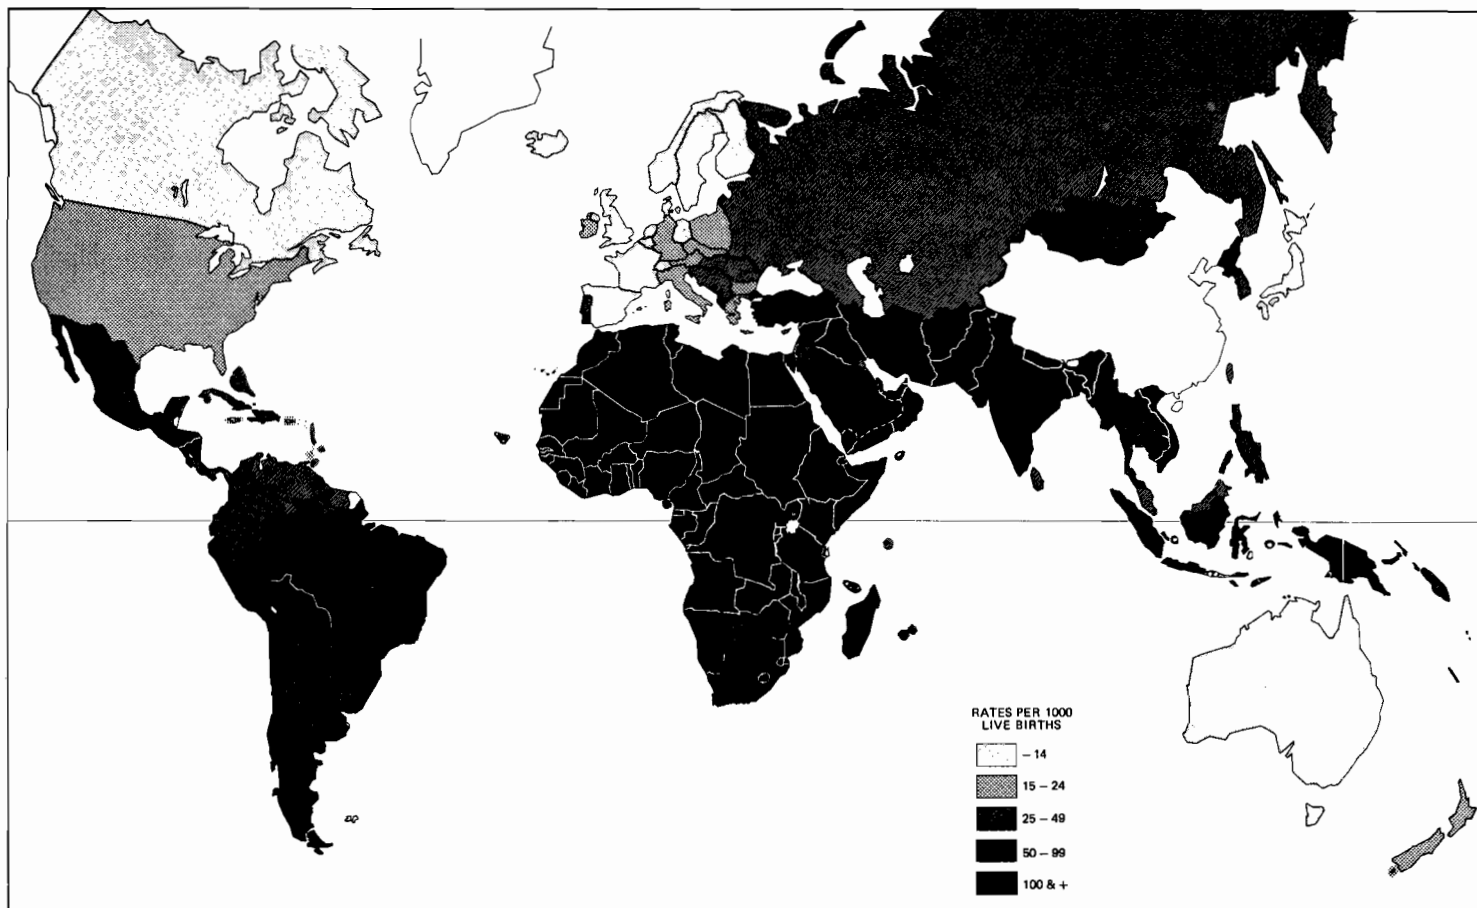 RATES PER 1000
LIVE BIRTHS
– 14
15 – 24
25 – 49
50 – 99
100 & +